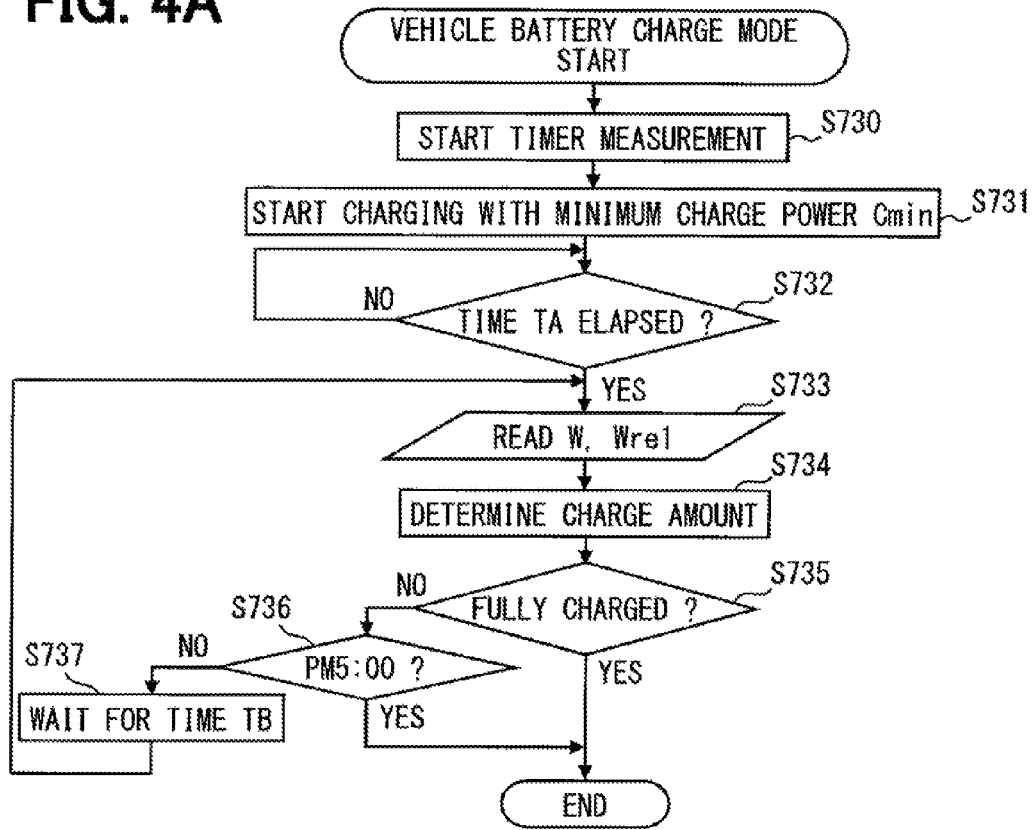 FIG. 4A
VEHICLE BATTERY CHARGE MODE
START
START TIMER MEASUREMENT
S730
START CHARGING WITH MINIMUM CHARGE POWER Cmin
S731
TIME TA ELAPSED ?
S732
NO
YES
READ W, Wre1
S733
DETERMINE CHARGE AMOUNT
S734
FULLY CHARGED ?
S735
NO
YES
PM5:00 ?
S736
NO
YES
WAIT FOR TIME TB
S737
END